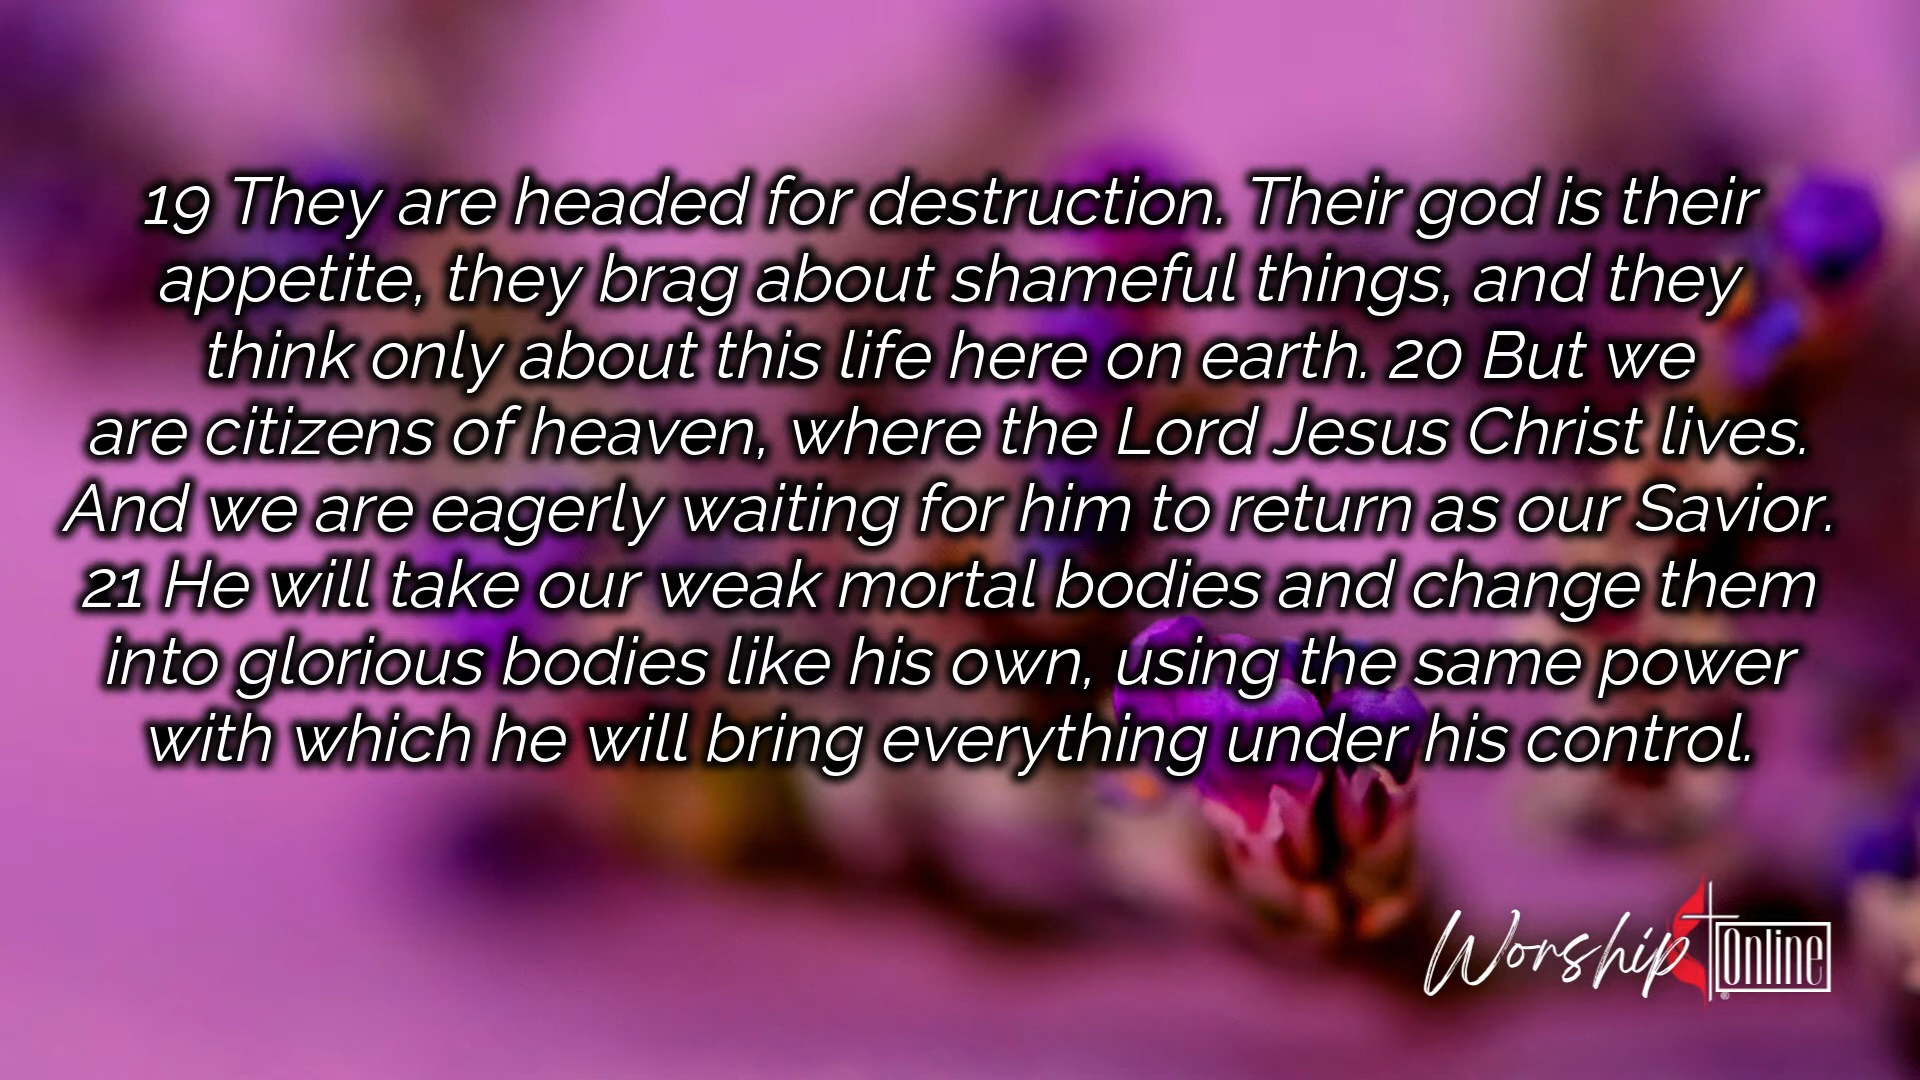 19 They are headed for destruction. Their god is their
appetite, they brag about shameful things, and they
think only about this life here on earth. 20 But we
are citizens of heaven, where the Lord Jesus Christ lives.
And we are eagerly waiting for him to return as our Savior.
21 He will take our weak mortal bodies and change them
into glorious bodies like his own, using the same power
with which he will bring everything under his control.
Worship Online
®